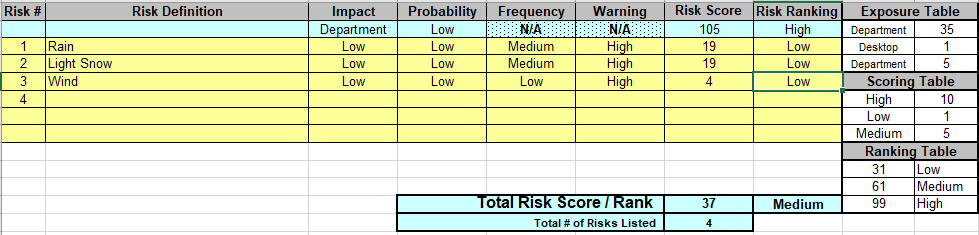 Risk # Risk Definition Impact Probability Frequency Warning Risk Score Risk Ranking Exposure Table
Department Low N/A N/A 105 High Department 35
1 Rain Low Low Medium High 19 Low Desktop 1
2 Light Snow Low Low Medium High 19 Low Department 5
3 Wind Low Low Low High 4 Low Scoring Table
4 High 10
Low 1
Medium 5
Ranking Table
31 Low
61 Medium
Total Risk Score / Rank 37 Medium 99 High
Total # of Risks Listed 4